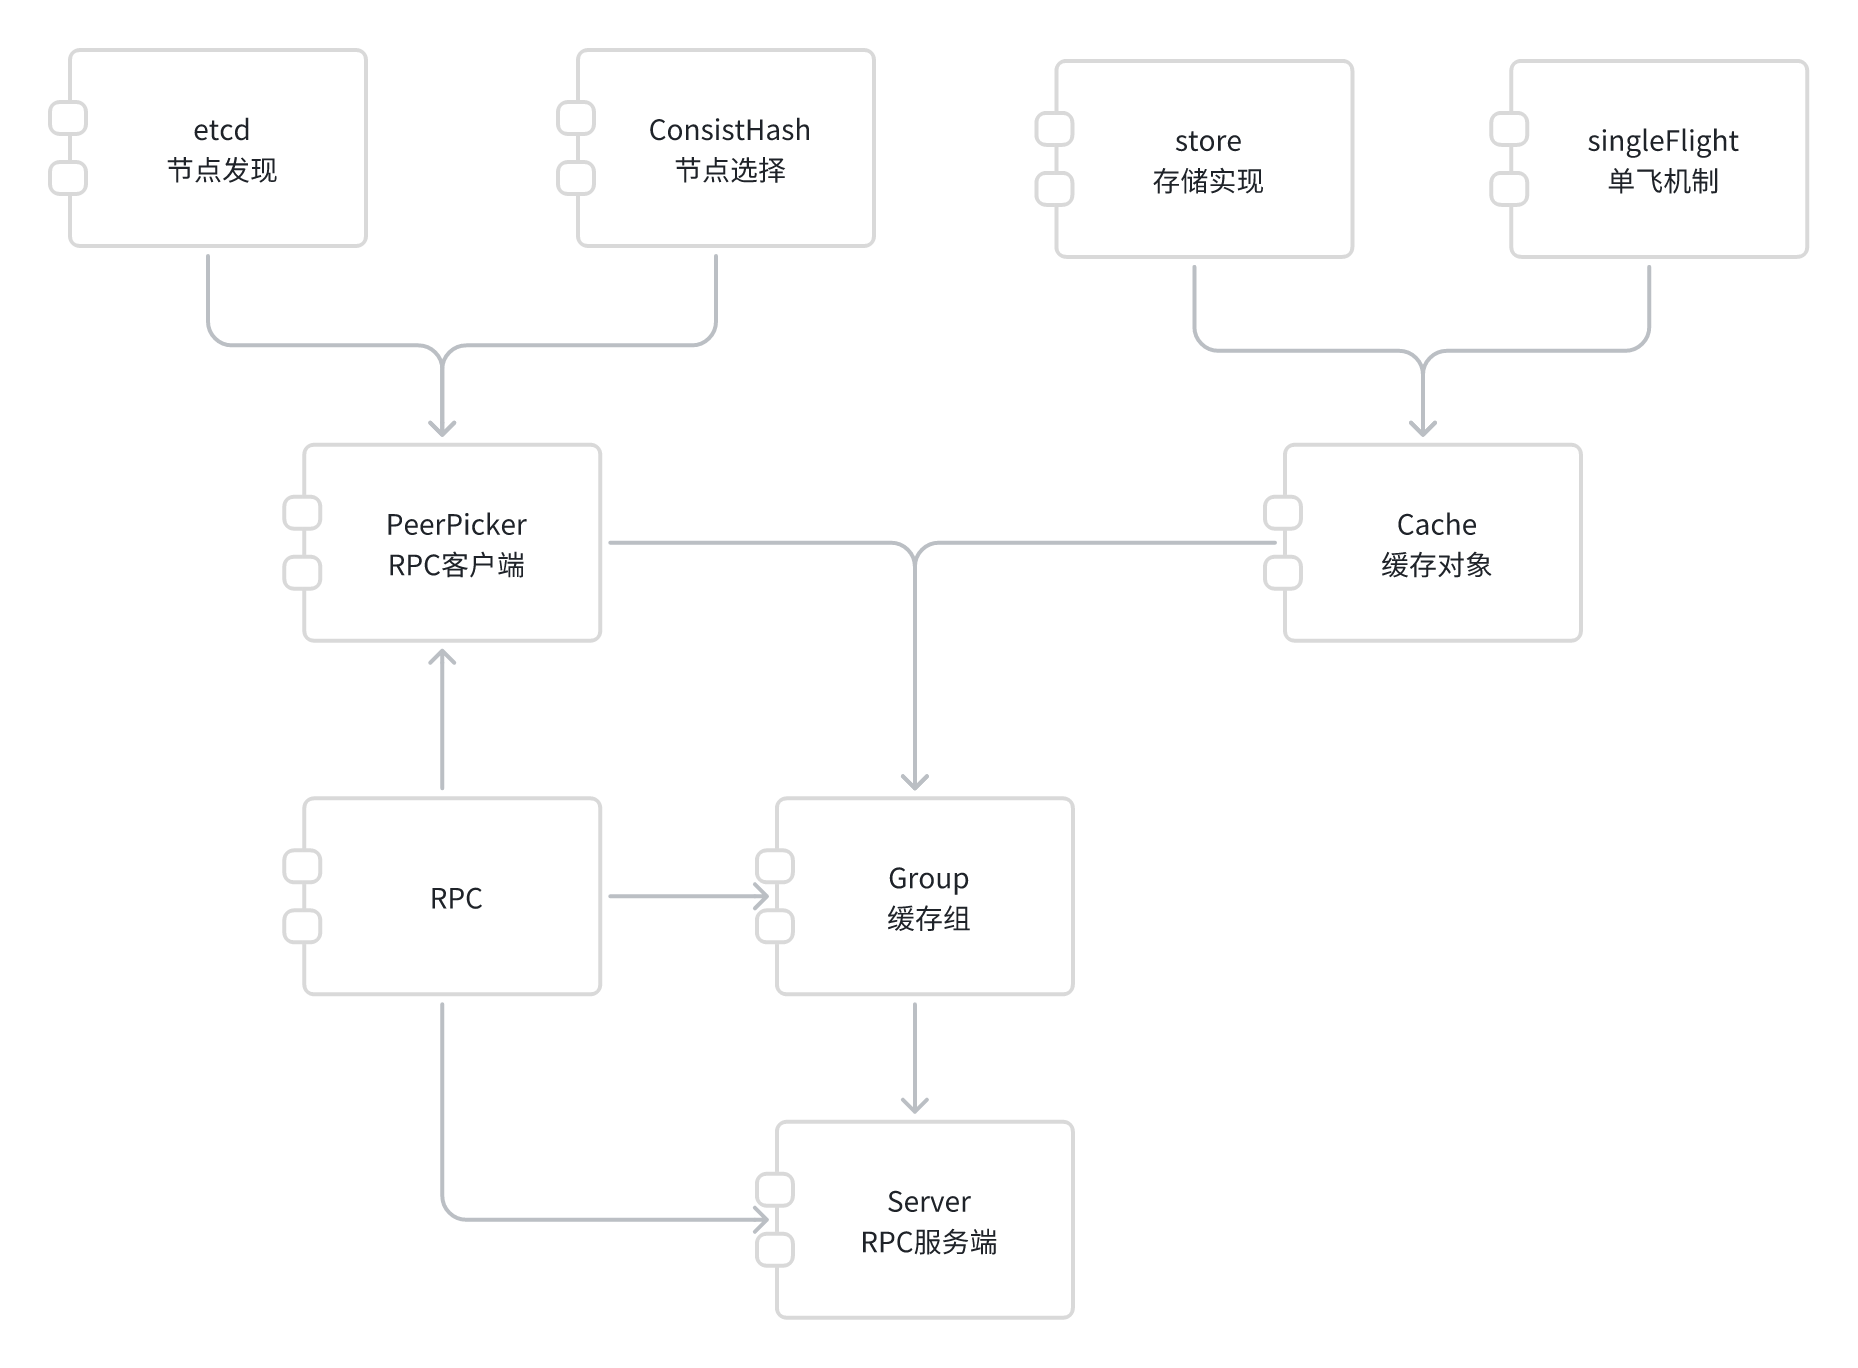 etcd
节点发现
ConsistHash
节点选择
store
存储实现
singleFlight
单飞机制
PeerPicker
RPC客户端
Cache
缓存对象
RPC
Group
缓存组
Server
RPC服务端